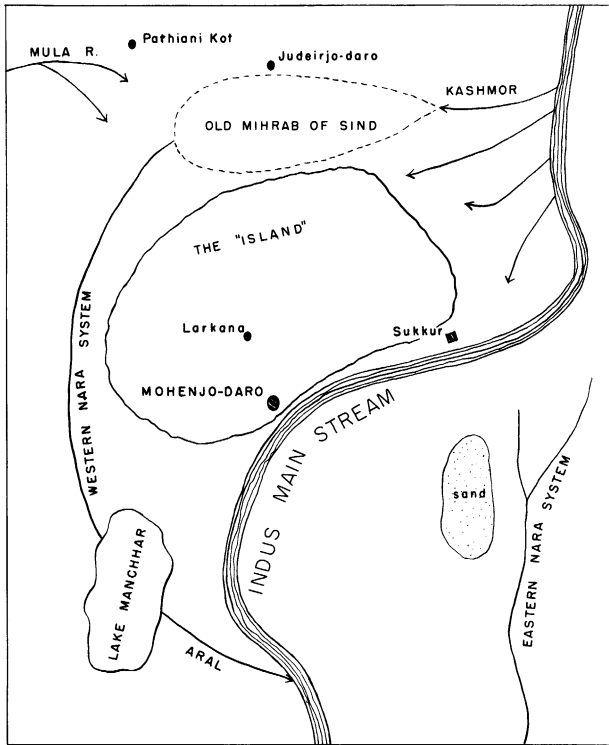 Pathiani Kot
MULA R.
Judeirjo-daro
KASHMOR
OLD MIHRAB OF SIND
THE "ISLAND"
Larkana
Sukkur
MOHENJO-DARO
WESTERN NARA SYSTEM
INDUS MAIN STREAM
sand
EASTERN NARA SYSTEM
LAKE MANCHHAR
ARAL